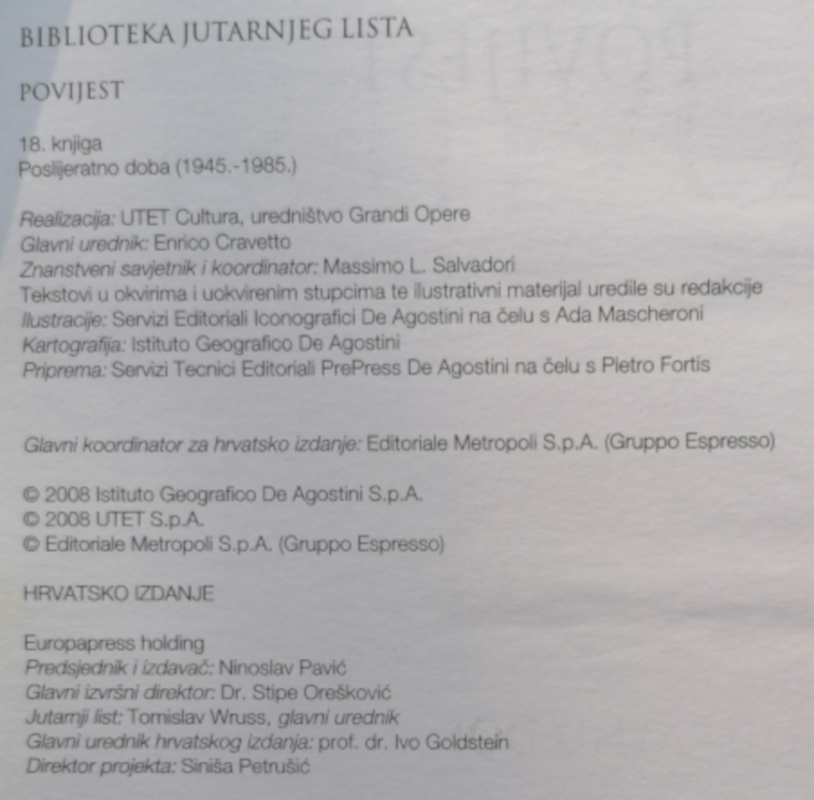 BIBLIOTEKA JUTARNJEG LISTA
POVIJEST
18. knjiga
Poslijeratno doba (1945.-1985.)
Realizacija: UTET Cultura, uredništvo Grandi Opere
Glavni urednik: Enrico Cravetto
Znanstveni savjetnik i koordinator: Massimo L. Salvadori
Tekstovi u okvirima i uokvirenim stupcima te ilustrativni materijal uredile su redakcije
Ilustracije: Servizi Editoriali Iconografici De Agostini na čelu s Ada Mascheroni
Kartografija: Istituto Geografico De Agostini
Priprema: Servizi Tecnici Editoriali PrePress De Agostini na čelu s Pietro Fortis
Glavni koordinator za hrvatsko izdanje: Editoriale Metropoli S.p.A. (Gruppo Espresso)
© 2008 Istituto Geografico De Agostini S.p.A.
© 2008 UTET S.p.A.
© Editoriale Metropoli S.p.A. (Gruppo Espresso)
HRVATSKO IZDANJE
Europapress holding
Predsjednik i izdavač: Ninoslav Pavić
Glavni izvršni direktor: Dr. Stipe Orešković
Jutarnji list: Tomislav Wruss, glavni urednik
Glavni urednik hrvatskog izdanja: prof. dr. Ivo Goldstein
Direktor projekta: Siniša Petrušić